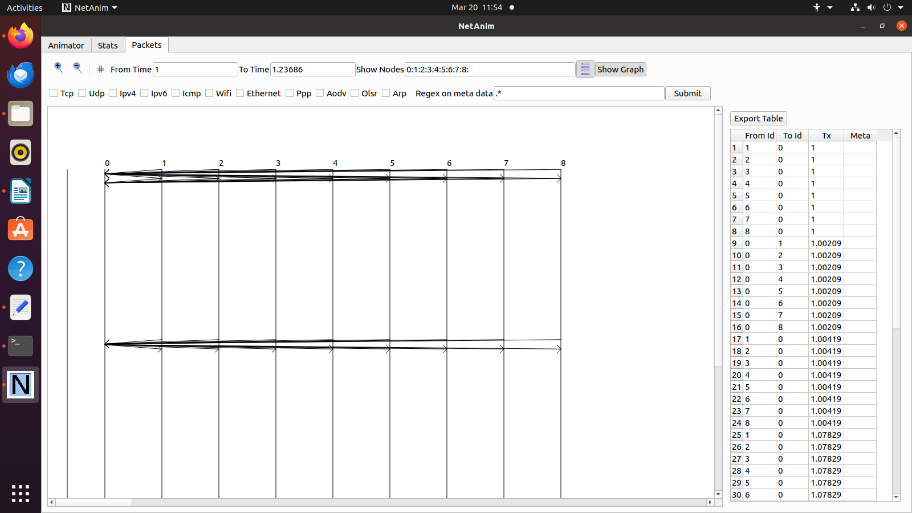 Activities NetAnim Mar 20 11:54
NetAnim
Animator Stats Packets
# From Time 1 To Time 1.23686 Show Nodes 0:1:2:3:4:5:6:7:8: Show Graph
Tcp Udp Ipv4 Ipv6 Icmp Wifi Ethernet Ppp Aodv Olsr Arp Regex on meta data .* Submit
Export Table
0 1 2 3 4 5 6 7 8
From Id To Id Tx Meta
1 1 0 1
2 2 0 1
3 3 0 1
4 4 0 1
5 5 0 1
6 6 0 1
7 7 0 1
8 8 0 1
9 0 1 1.00209
10 0 2 1.00209
11 0 3 1.00209
12 0 4 1.00209
13 0 5 1.00209
14 0 6 1.00209
15 0 7 1.00209
16 0 8 1.00209
17 1 0 1.00419
18 2 0 1.00419
19 3 0 1.00419
20 4 0 1.00419
21 5 0 1.00419
22 6 0 1.00419
23 7 0 1.00419
24 8 0 1.00419
25 1 0 1.07829
26 2 0 1.07829
27 3 0 1.07829
28 4 0 1.07829
29 5 0 1.07829
30 6 0 1.07829